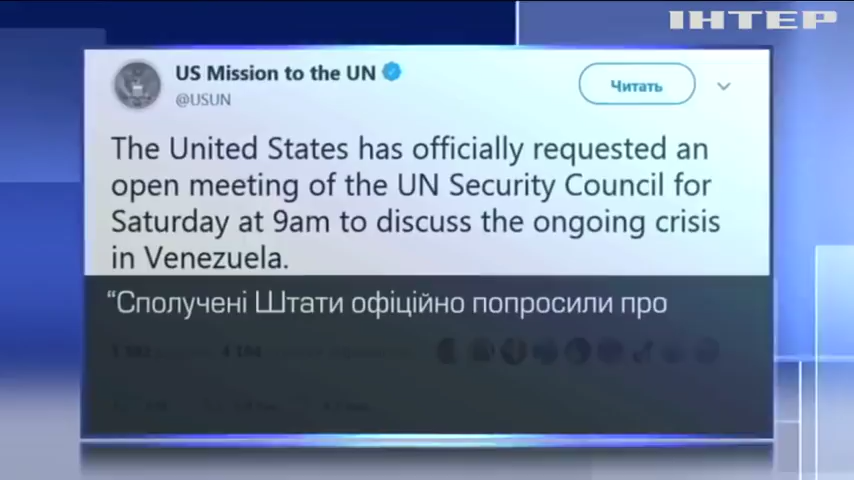 ІНТЕР
US Mission to the UN
@USUN
Читать
The United States has officially requested an
open meeting of the UN Security Council for
Saturday at 9am to discuss the ongoing crisis
in Venezuela.
“Сполучені Штати офіційно попросили про